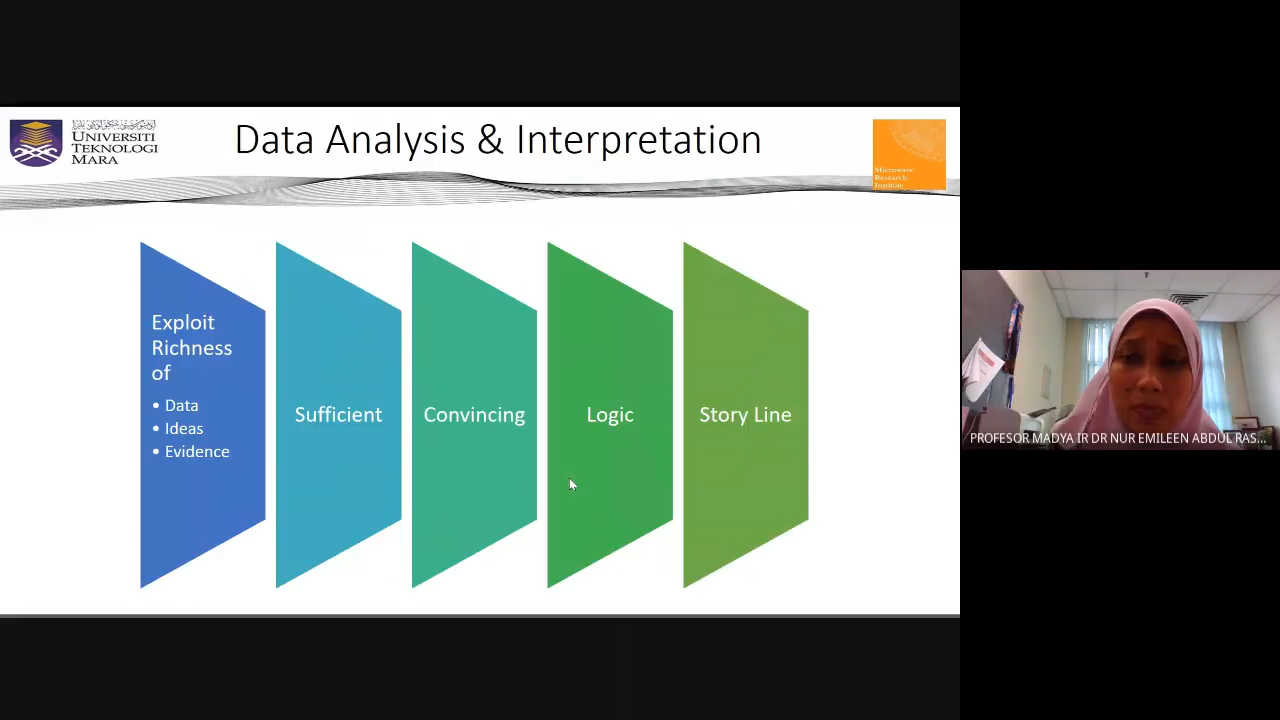 UNIVERSITI
TEKNOLOGI
MARA
Data Analysis & Interpretation
Microwave
Research
Institute
Exploit
Richness
of
• Data
• Ideas
• Evidence
Sufficient
Convincing
Logic
Story Line
PROFESOR MADYA IR DR NUR EMILEEN ABDUL RAS...